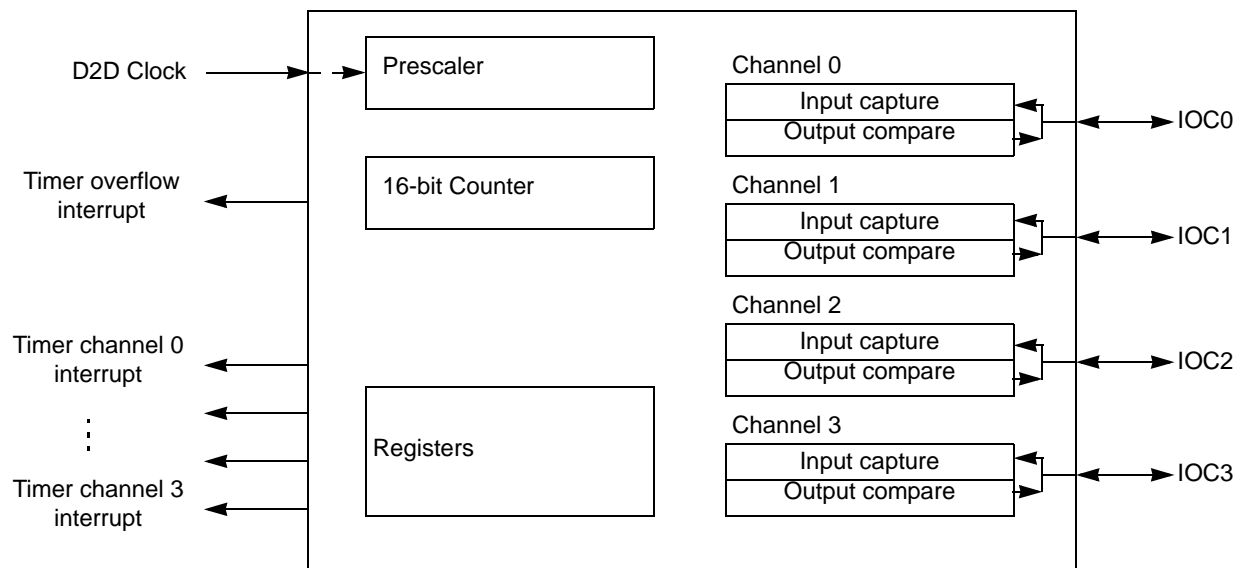 D2D Clock
Prescaler
Timer overflow
interrupt
16-bit Counter
Timer channel 0
interrupt
Timer channel 3
interrupt
Registers
Channel 0
Input capture
Output compare
IOC0
Channel 1
Input capture
Output compare
IOC1
Channel 2
Input capture
Output compare
IOC2
Channel 3
Input capture
Output compare
IOC3